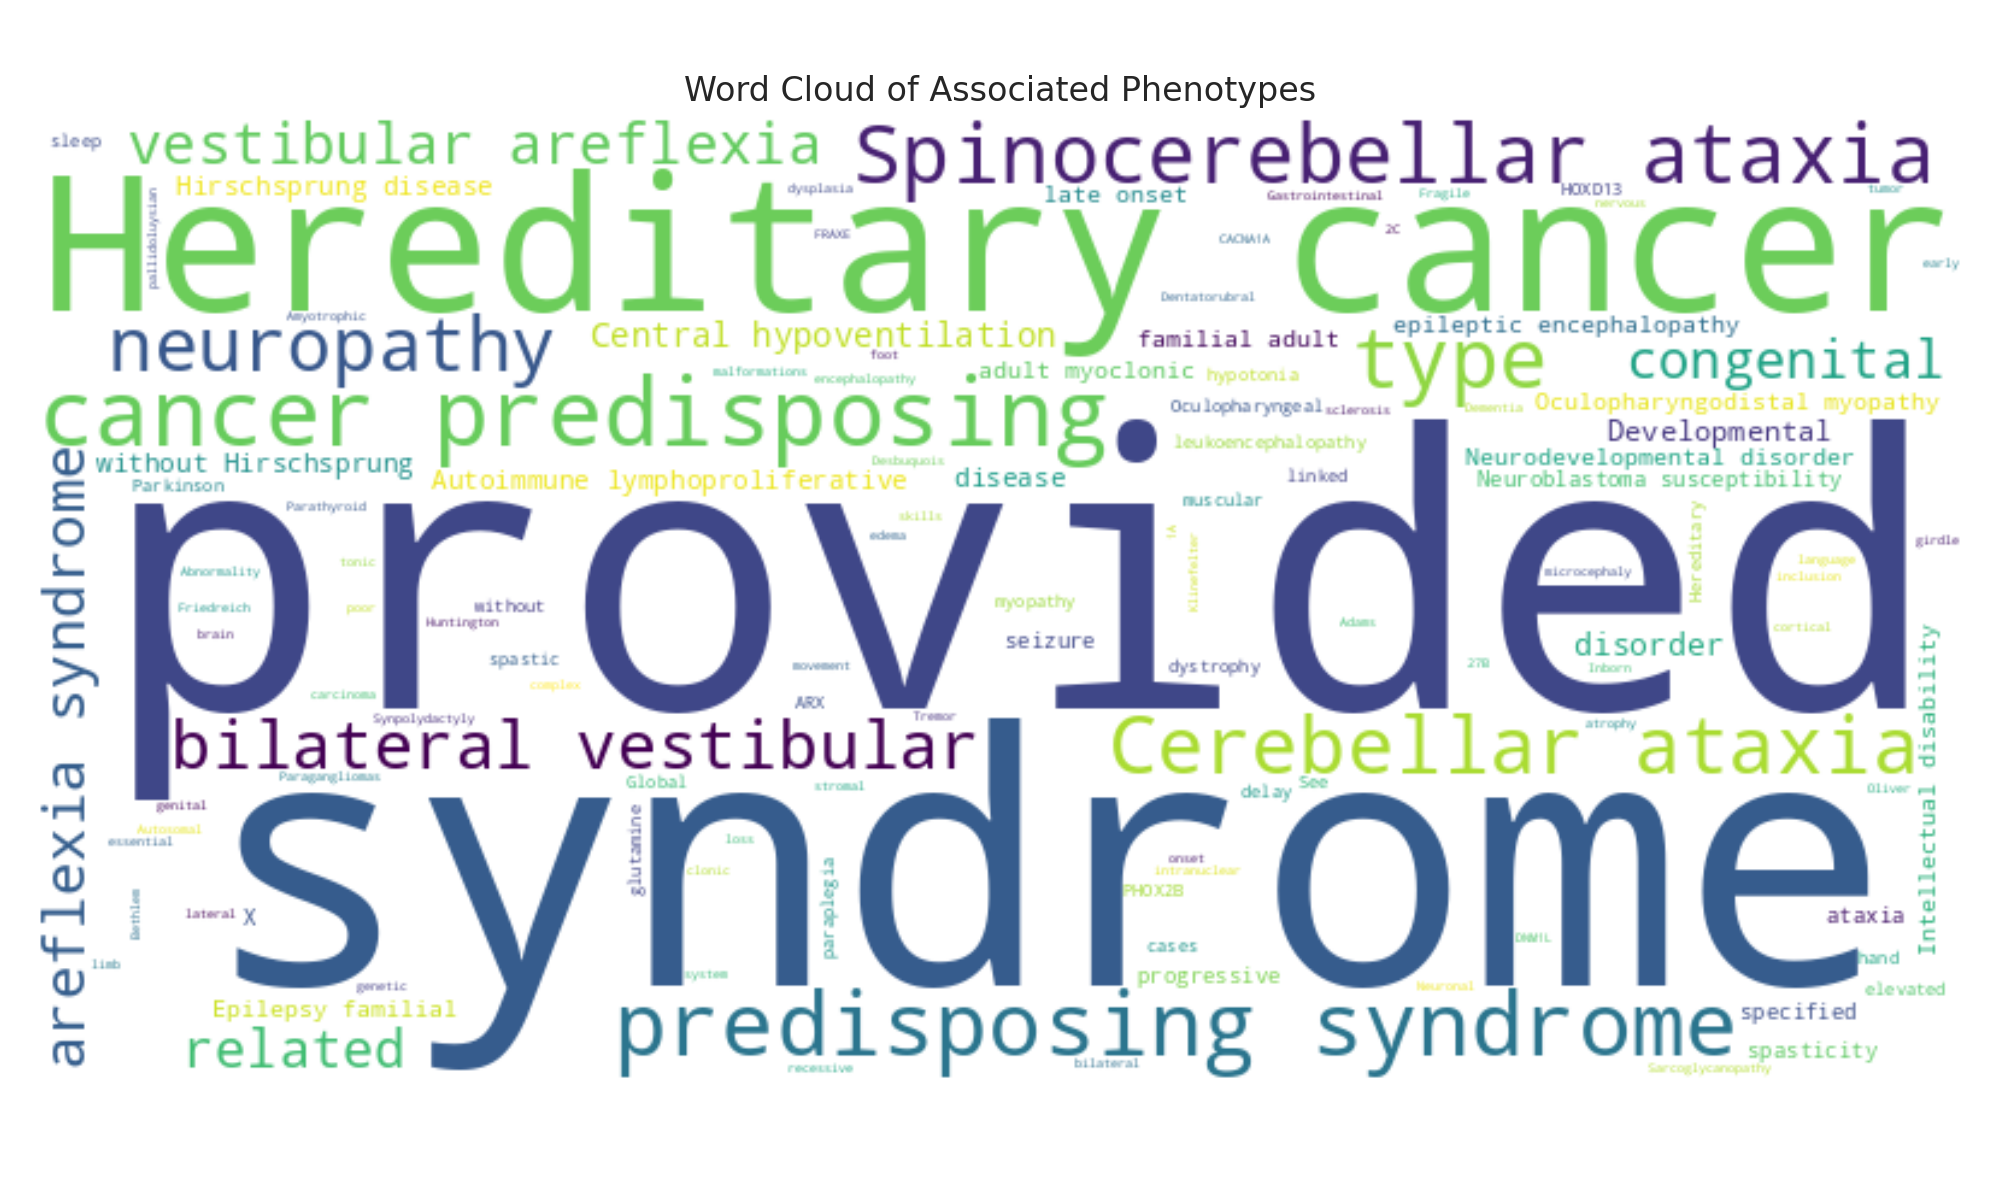 Word Cloud of Associated Phenotypes
sleep
vestibular areflexia
Spinocerebellar ataxia
Hirschsprung disease
dysplasia
late onset
Gastrointestinal
Fragile
HOXD13
tumor
nervous
pallidoluysian
Hereditary cancer
FRAXE
CACNA1A
2C
early
Dentatorubral
Amyotrophic
neuropathy
Central hypoventilation
familial adult
epileptic encephalopathy
type
congenital
foot
malformations
encephalopathy
adult myoclonic
hypotonia
cancer predisposing
Oculopharyngeal
sclerosis
Dementia
Oculopharyngodistal myopathy
leukoencephalopathy
Developmental
without Hirschsprung
Desbuquois
Neurodevelopmental disorder
Autoimmune lymphoproliferative
disease
linked
Neuroblastoma susceptibility
Parkinson
Parathyroid
skills
muscular
edema
1A
Klinefelter
Hereditary
girdle
provided
areflexia syndrome
tonic
Abnormality
microcephaly
language
inclusion
Friedreich
poor
without
Huntington
myopathy
Adams
brain
seizure
cortical
disorder
spastic
movement
dystrophy
27B
Inborn
complex
carcinoma
ARX
Synpolydactyly
Tremor
atrophy
Intellectual disability
bilateral vestibular
Cerebellar ataxia
Paragangliomas
Global
stromal
delay
See
Oliver
genital
glutamine
Autosomal
essential
loss
syndrome
paraplegia
clonic
onset
intranuclear
PHOX2B
Bethlem
lateral
X
ataxia
DNM1L
cases
limb
system
progressive
hand
genetic
Neuronal
elevated
Epilepsy familial
predisposing syndrome
specified
related
spasticity
recessive
bilateral
Sarcoglycanopathy